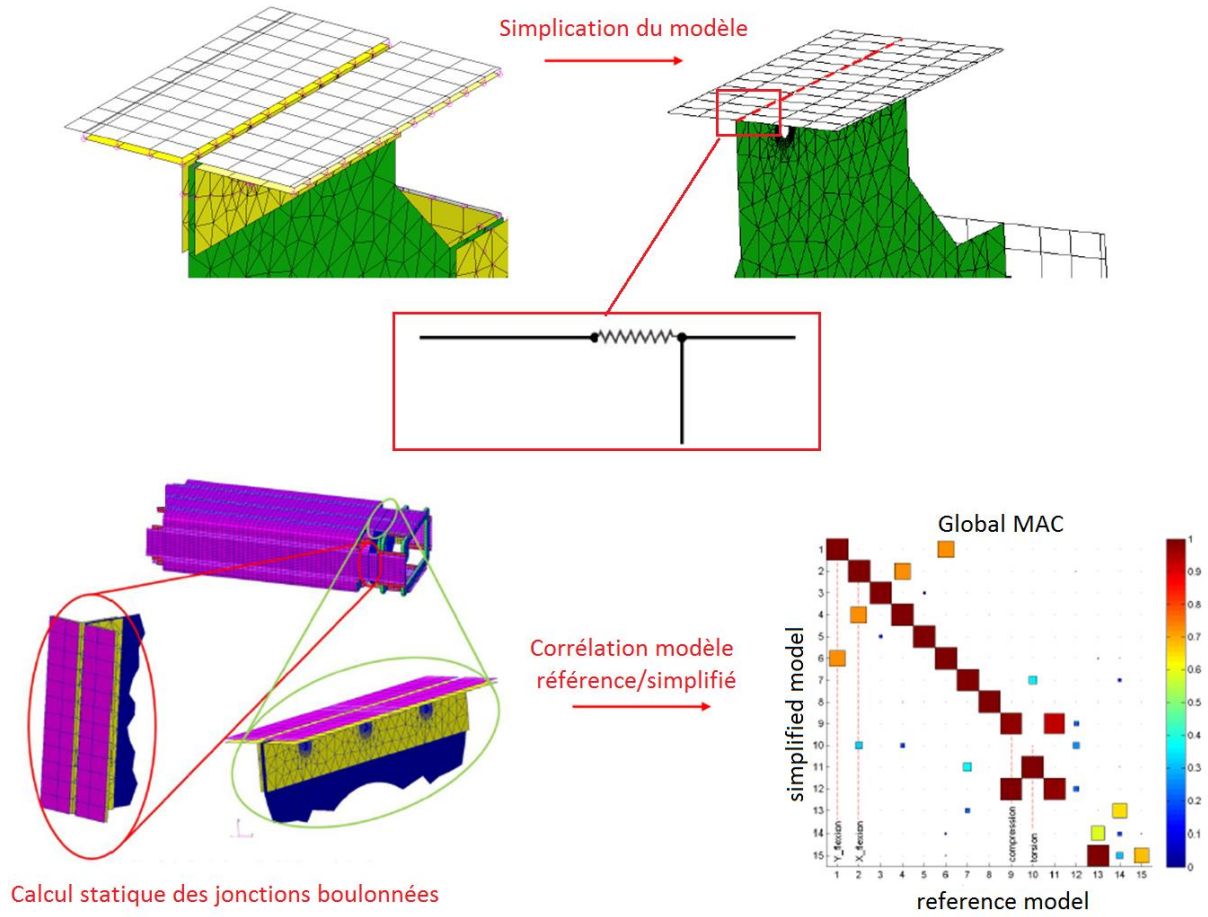 Simplication du modèle
Corrélation modèle
référence/simplifié
Calcul statique des jonctions boulonnées
Global MAC
simplified model
1
2
3
4
5
6
7
8
9
10
11
12
13
14
15
Y_flexion
X_flexion
compression
torsion
1 2 3 4 5 6 7 8 9 10 11 12 13 14 15
reference model
1
0.9
0.8
0.7
0.6
0.5
0.4
0.3
0.2
0.1
0